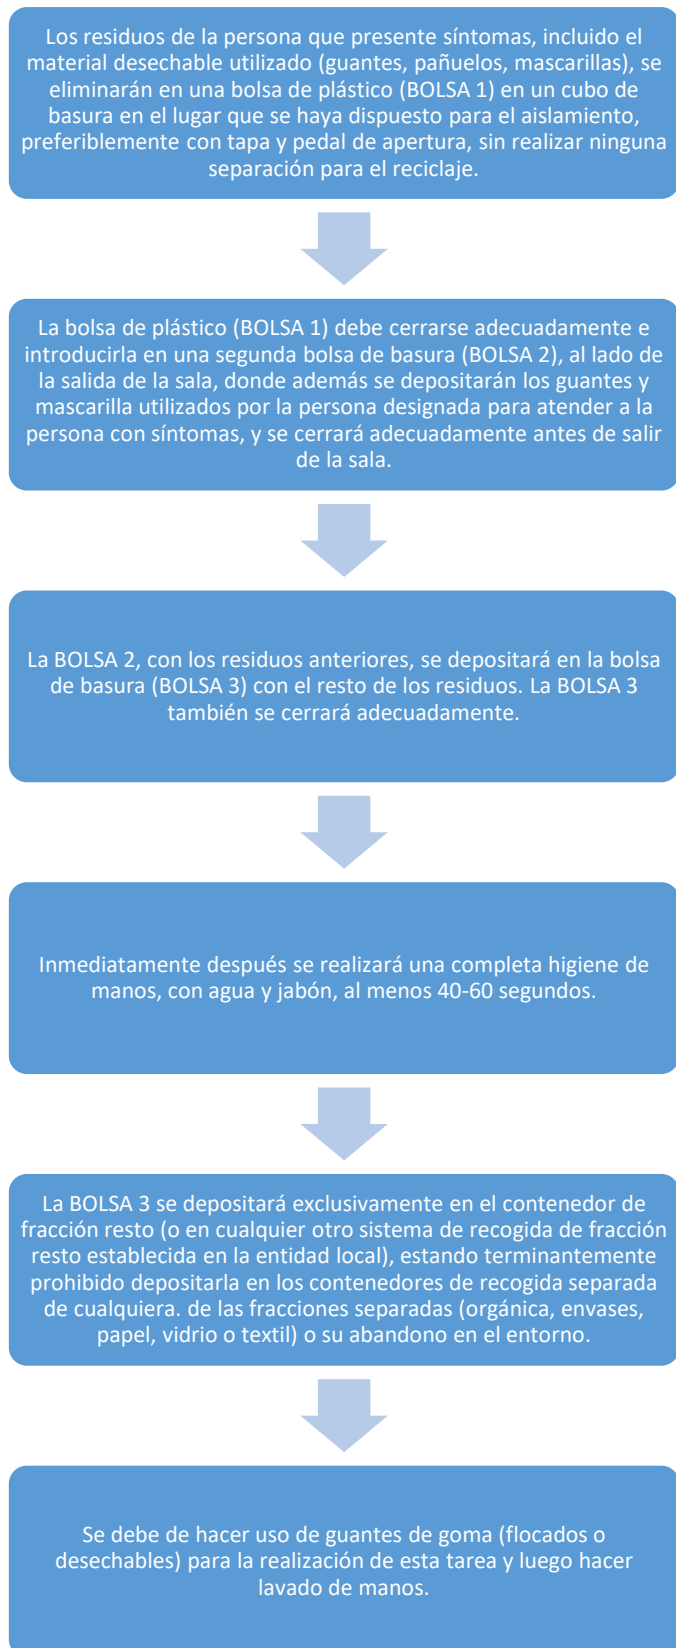 Los residuos de la persona que presente síntomas, incluido el
material desechable utilizado (guantes, pañuelos, mascarillas), se
eliminarán en una bolsa de plástico (BOLSA 1) en un cubo de
basura en el lugar que se haya dispuesto para el aislamiento,
preferiblemente con tapa y pedal de apertura, sin realizar ninguna
separación para el reciclaje.
La bolsa de plástico (BOLSA 1) debe cerrarse adecuadamente e
introducirla en una segunda bolsa de basura (BOLSA 2), al lado de
la salida de la sala, donde además se depositarán los guantes y
mascarilla utilizados por la persona designada para atender a la
persona con síntomas, y se cerrará adecuadamente antes de salir
de la sala.
La BOLSA 2, con los residuos anteriores, se depositará en la bolsa
de basura (BOLSA 3) con el resto de los residuos. La BOLSA 3
también se cerrará adecuadamente.
Inmediatamente después se realizará una completa higiene de
manos, con agua y jabón, al menos 40-60 segundos.
La BOLSA 3 se depositará exclusivamente en el contenedor de
fracción resto (o en cualquier otro sistema de recogida de fracción
resto establecida en la entidad local), estando terminantemente
prohibido depositarla en los contenedores de recogida separada
de cualquiera. de las fracciones separadas (orgánica, envases,
papel, vidrio o textil) o su abandono en el entorno.
Se debe de hacer uso de guantes de goma (flocados o
desechables) para la realización de esta tarea y luego hacer
lavado de manos.